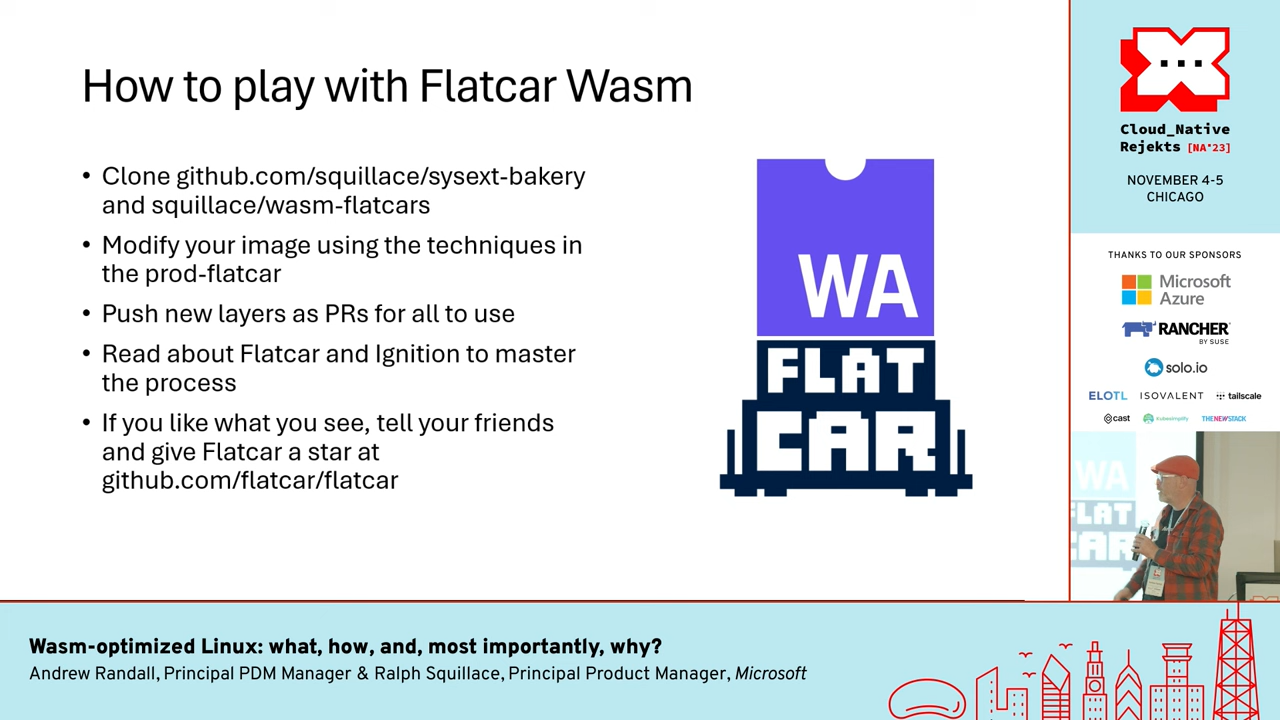 How to play with Flatcar Wasm
• Clone github.com/squillace/sysext-bakery
and squillace/wasm-flatcars
• Modify your image using the techniques in
the prod-flatcar
• Push new layers as PRs for all to use
• Read about Flatcar and Ignition to master
the process
• If you like what you see, tell your friends
and give Flatcar a star at
github.com/flatcar/flatcar
WA
FLAT
CAR
Cloud_Native
Rejekts [NA'23]
NOVEMBER 4-5
CHICAGO
THANKS TO OUR SPONSORS
Microsoft
Azure
RANCHER
BY SUSE
solo.io
ELOTL ISOVALENT tailscale
cast kubesimplify THENEWSTACK
WA
FLAT
CAR
Wasm-optimized Linux: what, how, and, most importantly, why?
Andrew Randall, Principal PDM Manager & Ralph Squillace, Principal Product Manager, Microsoft